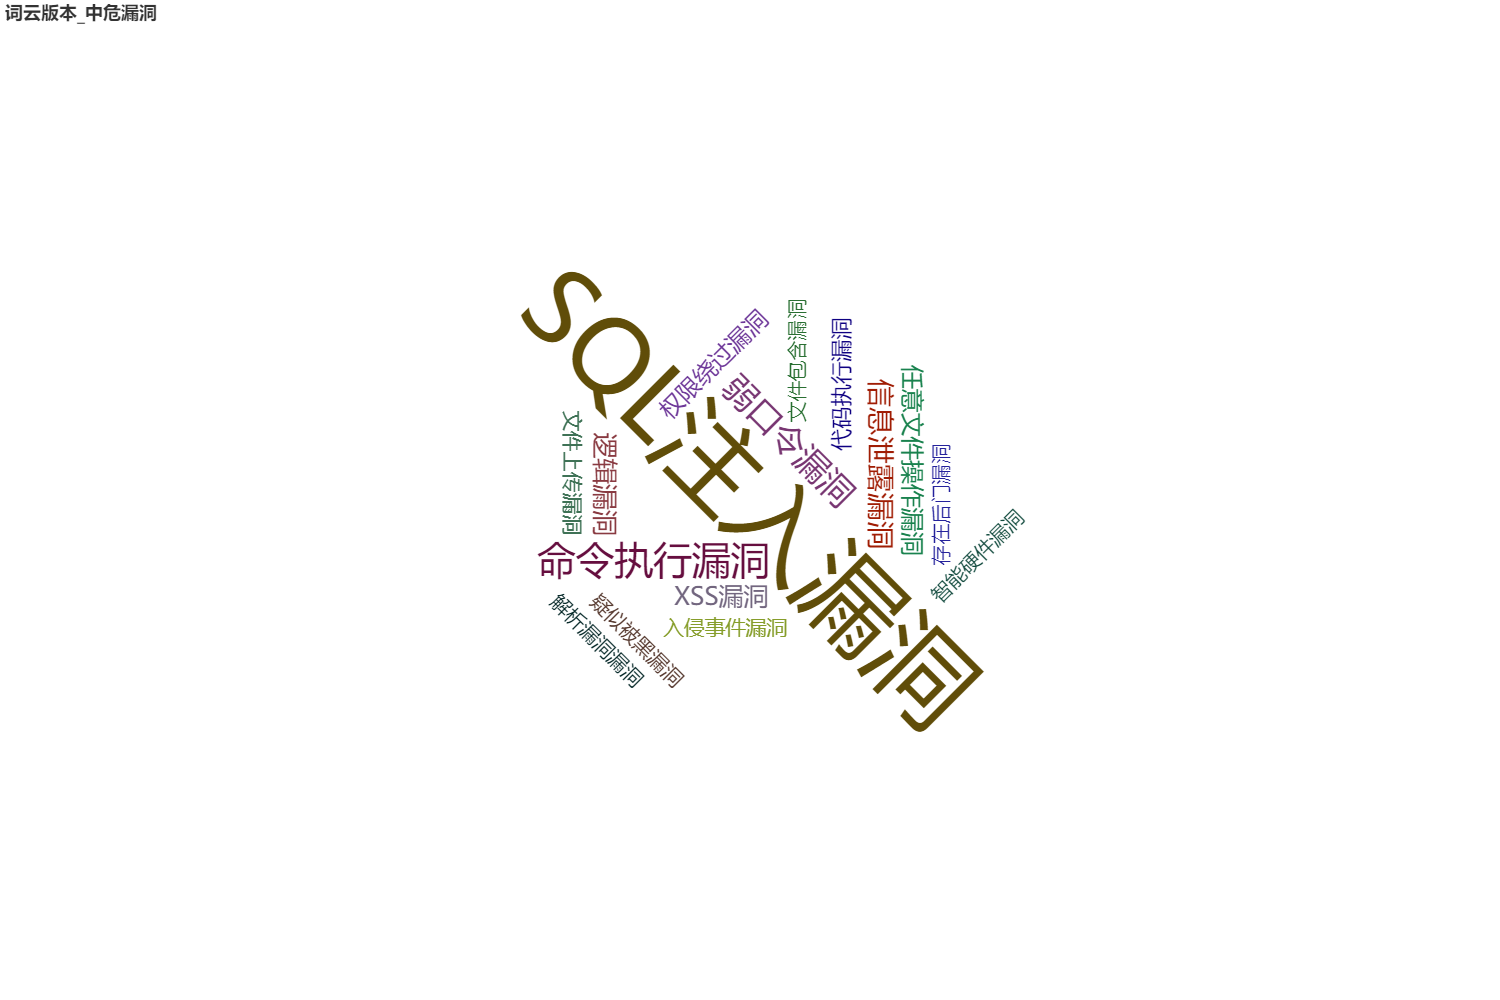 词云版本_中危漏洞
SQL注入漏洞
权限绕过漏洞
文件包含漏洞
代码执行漏洞
弱口令漏洞
信息泄露漏洞
任意文件操作漏洞
存在后门漏洞
文件上传漏洞
逻辑漏洞
智能硬件漏洞
命令执行漏洞
XSS漏洞
入侵事件漏洞
疑似被黑漏洞
解析漏洞漏洞